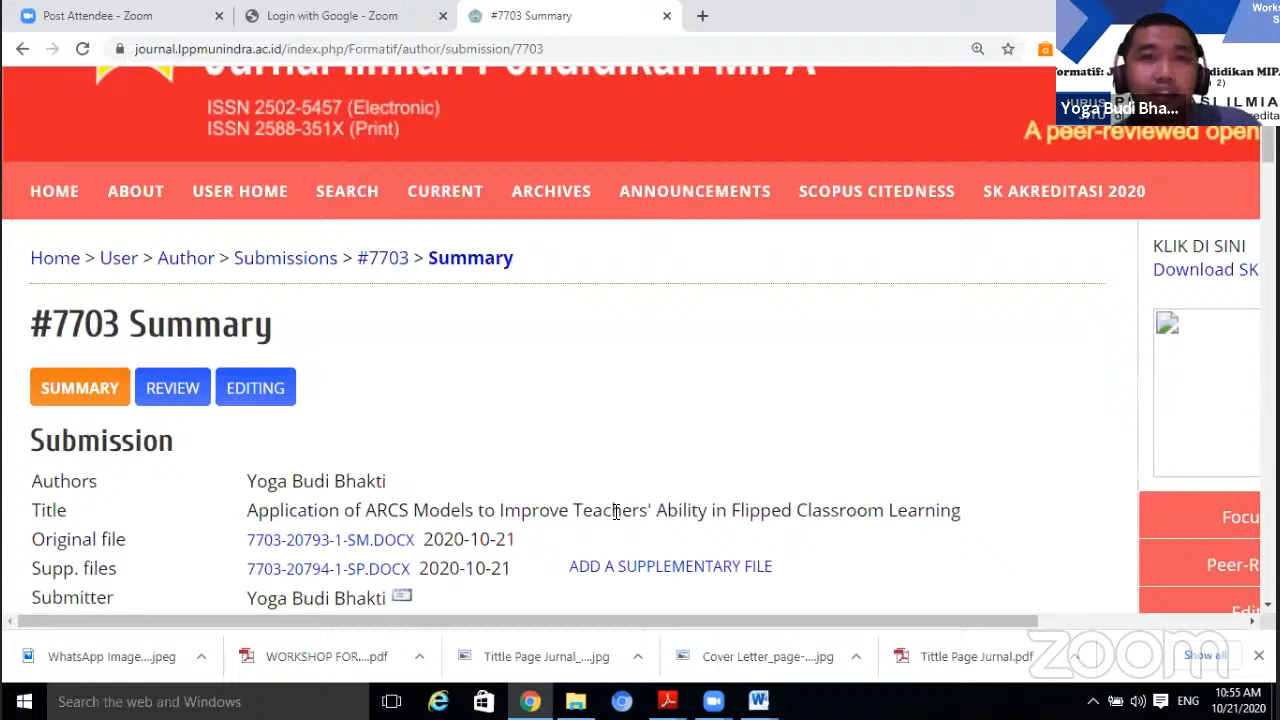 Post Attendee - Zoom
Login with Google - Zoom
#7703 Summary
journal.lppmunindra.ac.id/index.php/Formatif/author/submission/7703
Works
Yoga Budi Bha...
ISSN 2502-5457 (Electronic)
ISSN 2588-351X (Print)
A peer-reviewed open
HOME ABOUT USER HOME SEARCH CURRENT ARCHIVES ANNOUNCEMENTS SCOPUS CITEDNESS SK AKREDITASI 2020
Home > User > Author > Submissions > #7703 > Summary
KLIK DI SINI
Download SK
#7703 Summary
SUMMARY REVIEW EDITING
Submission
Authors Yoga Budi Bhakti
Title Application of ARCS Models to Improve Teachers' Ability in Flipped Classroom Learning
Original file 7703-20793-1-SM.DOCX 2020-10-21
Supp. files 7703-20794-1-SP.DOCX 2020-10-21 ADD A SUPPLEMENTARY FILE
Submitter Yoga Budi Bhakti
Focu
Peer-R
Edit
zoom
WhatsApp Image....jpeg
WORKSHOP FOR....pdf
Tittle Page Jurnal_...jpg
Cover Letter_page-...jpg
Tittle Page Jurnal.pdf
Show all
Search the web and Windows
ENG
10:55 AM
10/21/2020